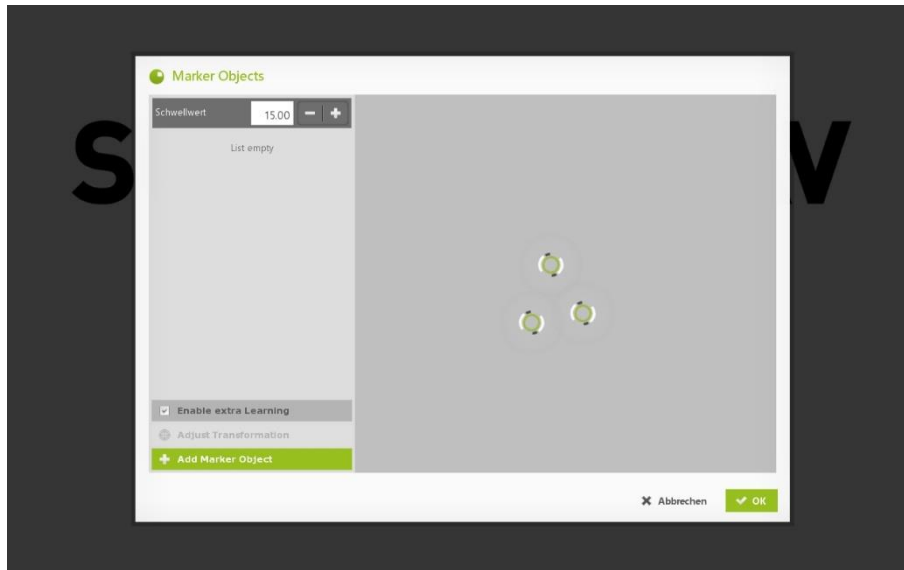 Marker Objects
Schwellwert 15.00
List empty
Enable extra Learning
Adjust Transformation
Add Marker Object
Abbrechen OK